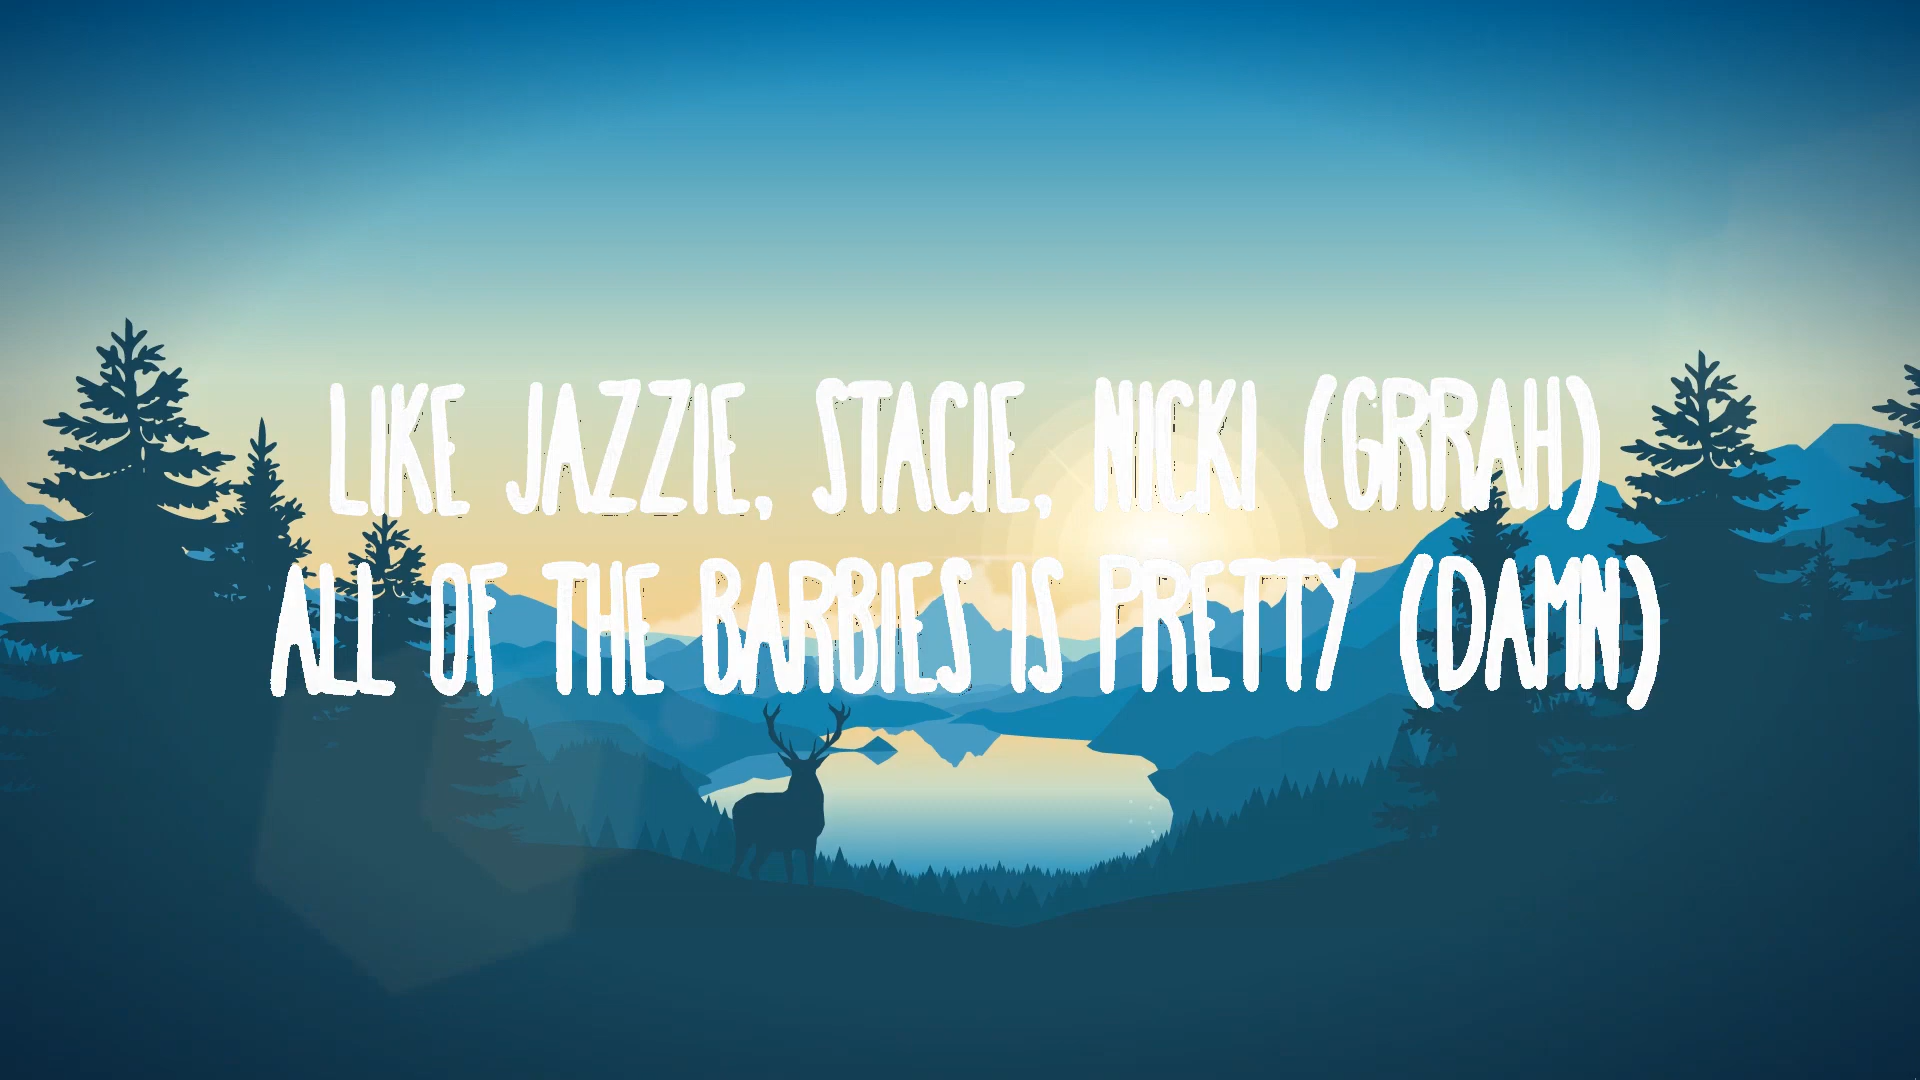 LIKE JAZZIE, STACIE, NICKI (GRRAH)
ALL OF THE BARBIES IS PRETTY (DAMN)